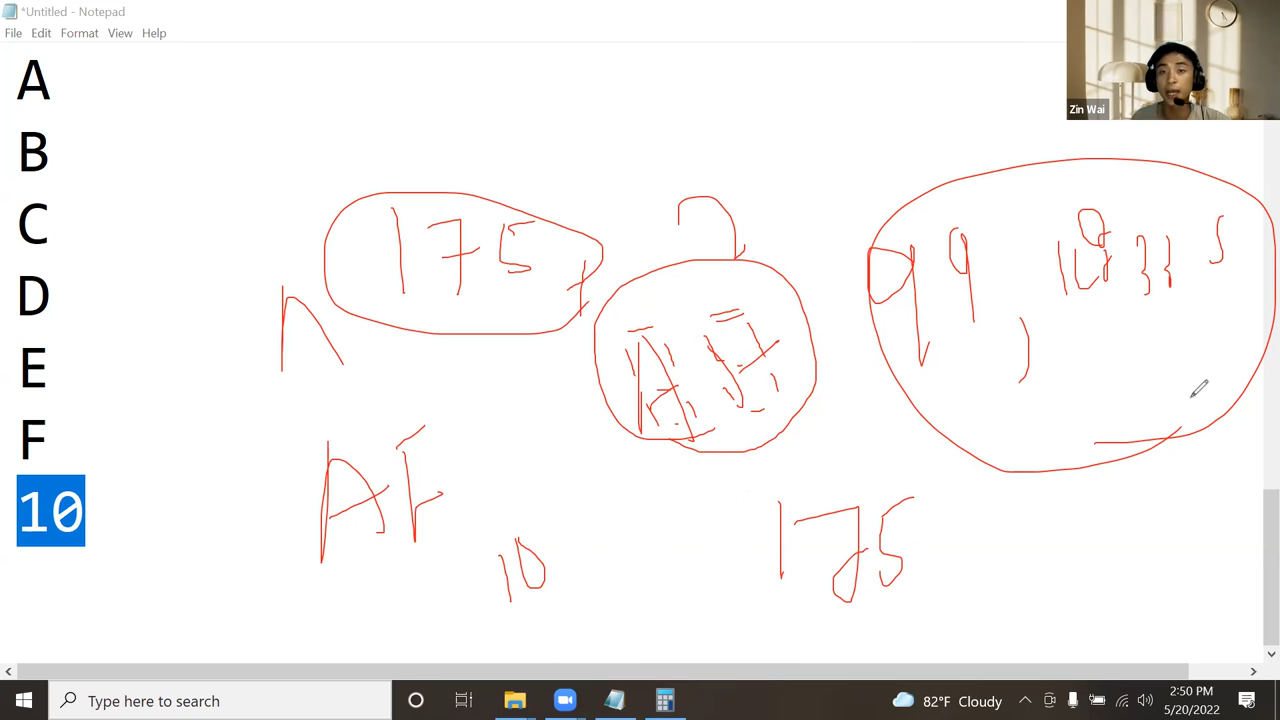 *Untitled - Notepad
File Edit Format View Help
Zin Wai
A
B
C
D
E
F
10
175
AF
AF
10
175
Type here to search
82°F Cloudy
2:50 PM
5/20/2022